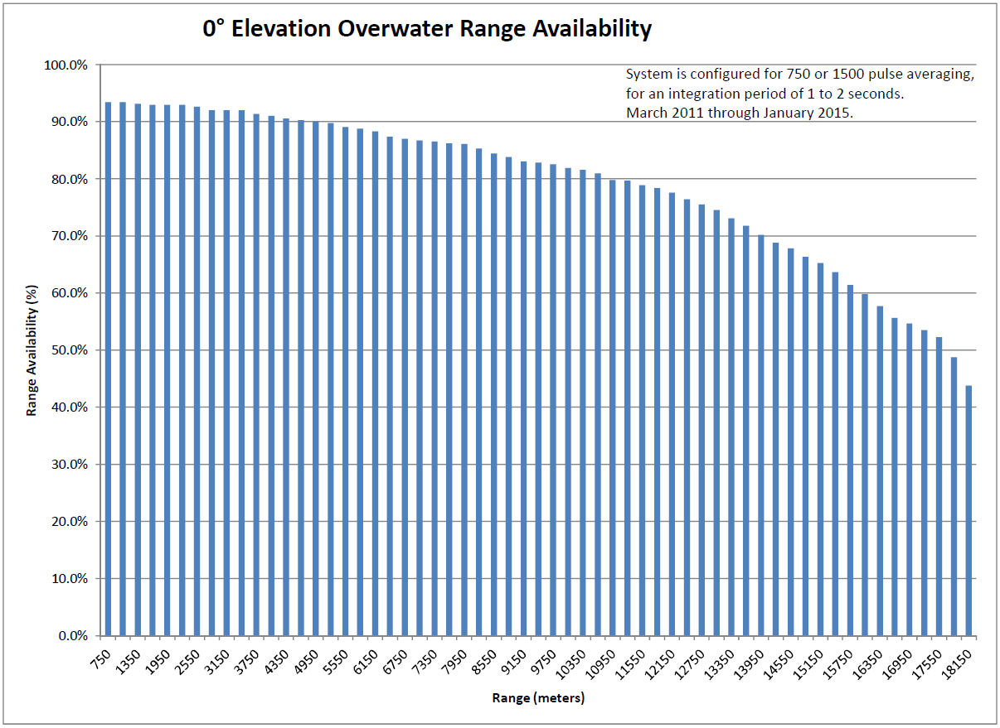 0° Elevation Overwater Range Availability
System is configured for 750 or 1500 pulse averaging,
for an integration period of 1 to 2 seconds.
March 2011 through January 2015.
100.0%
90.0%
80.0%
70.0%
60.0%
50.0%
40.0%
30.0%
20.0%
10.0%
0.0%
Range Availability (%)
750 1350 1950 2550 3150 3750 4350 4950 5550 6150 6750 7350 7950 8550 9150 9750 10350 10950 11550 12150 12750 13350 13950 14550 15150 15750 16350 16950 17550 18150
Range (meters)